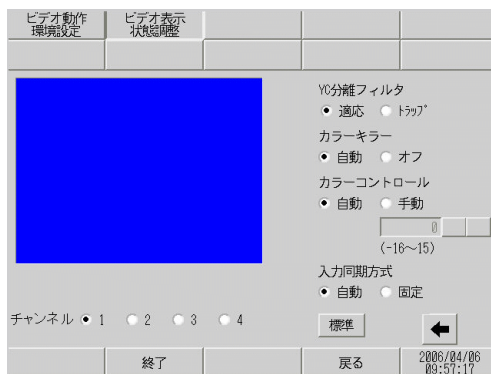 ビデオ動作
環境設定
ビデオ表示
状態調整
YC分離フィルタ
適応 トラップ
カラーキラー
自動 オフ
カラーコントロール
自動 手動
0
(-16～15)
入力同期方式
自動 固定
チャンネル 1 2 3 4
標準
終了
戻る
2006/04/06
09:57:17